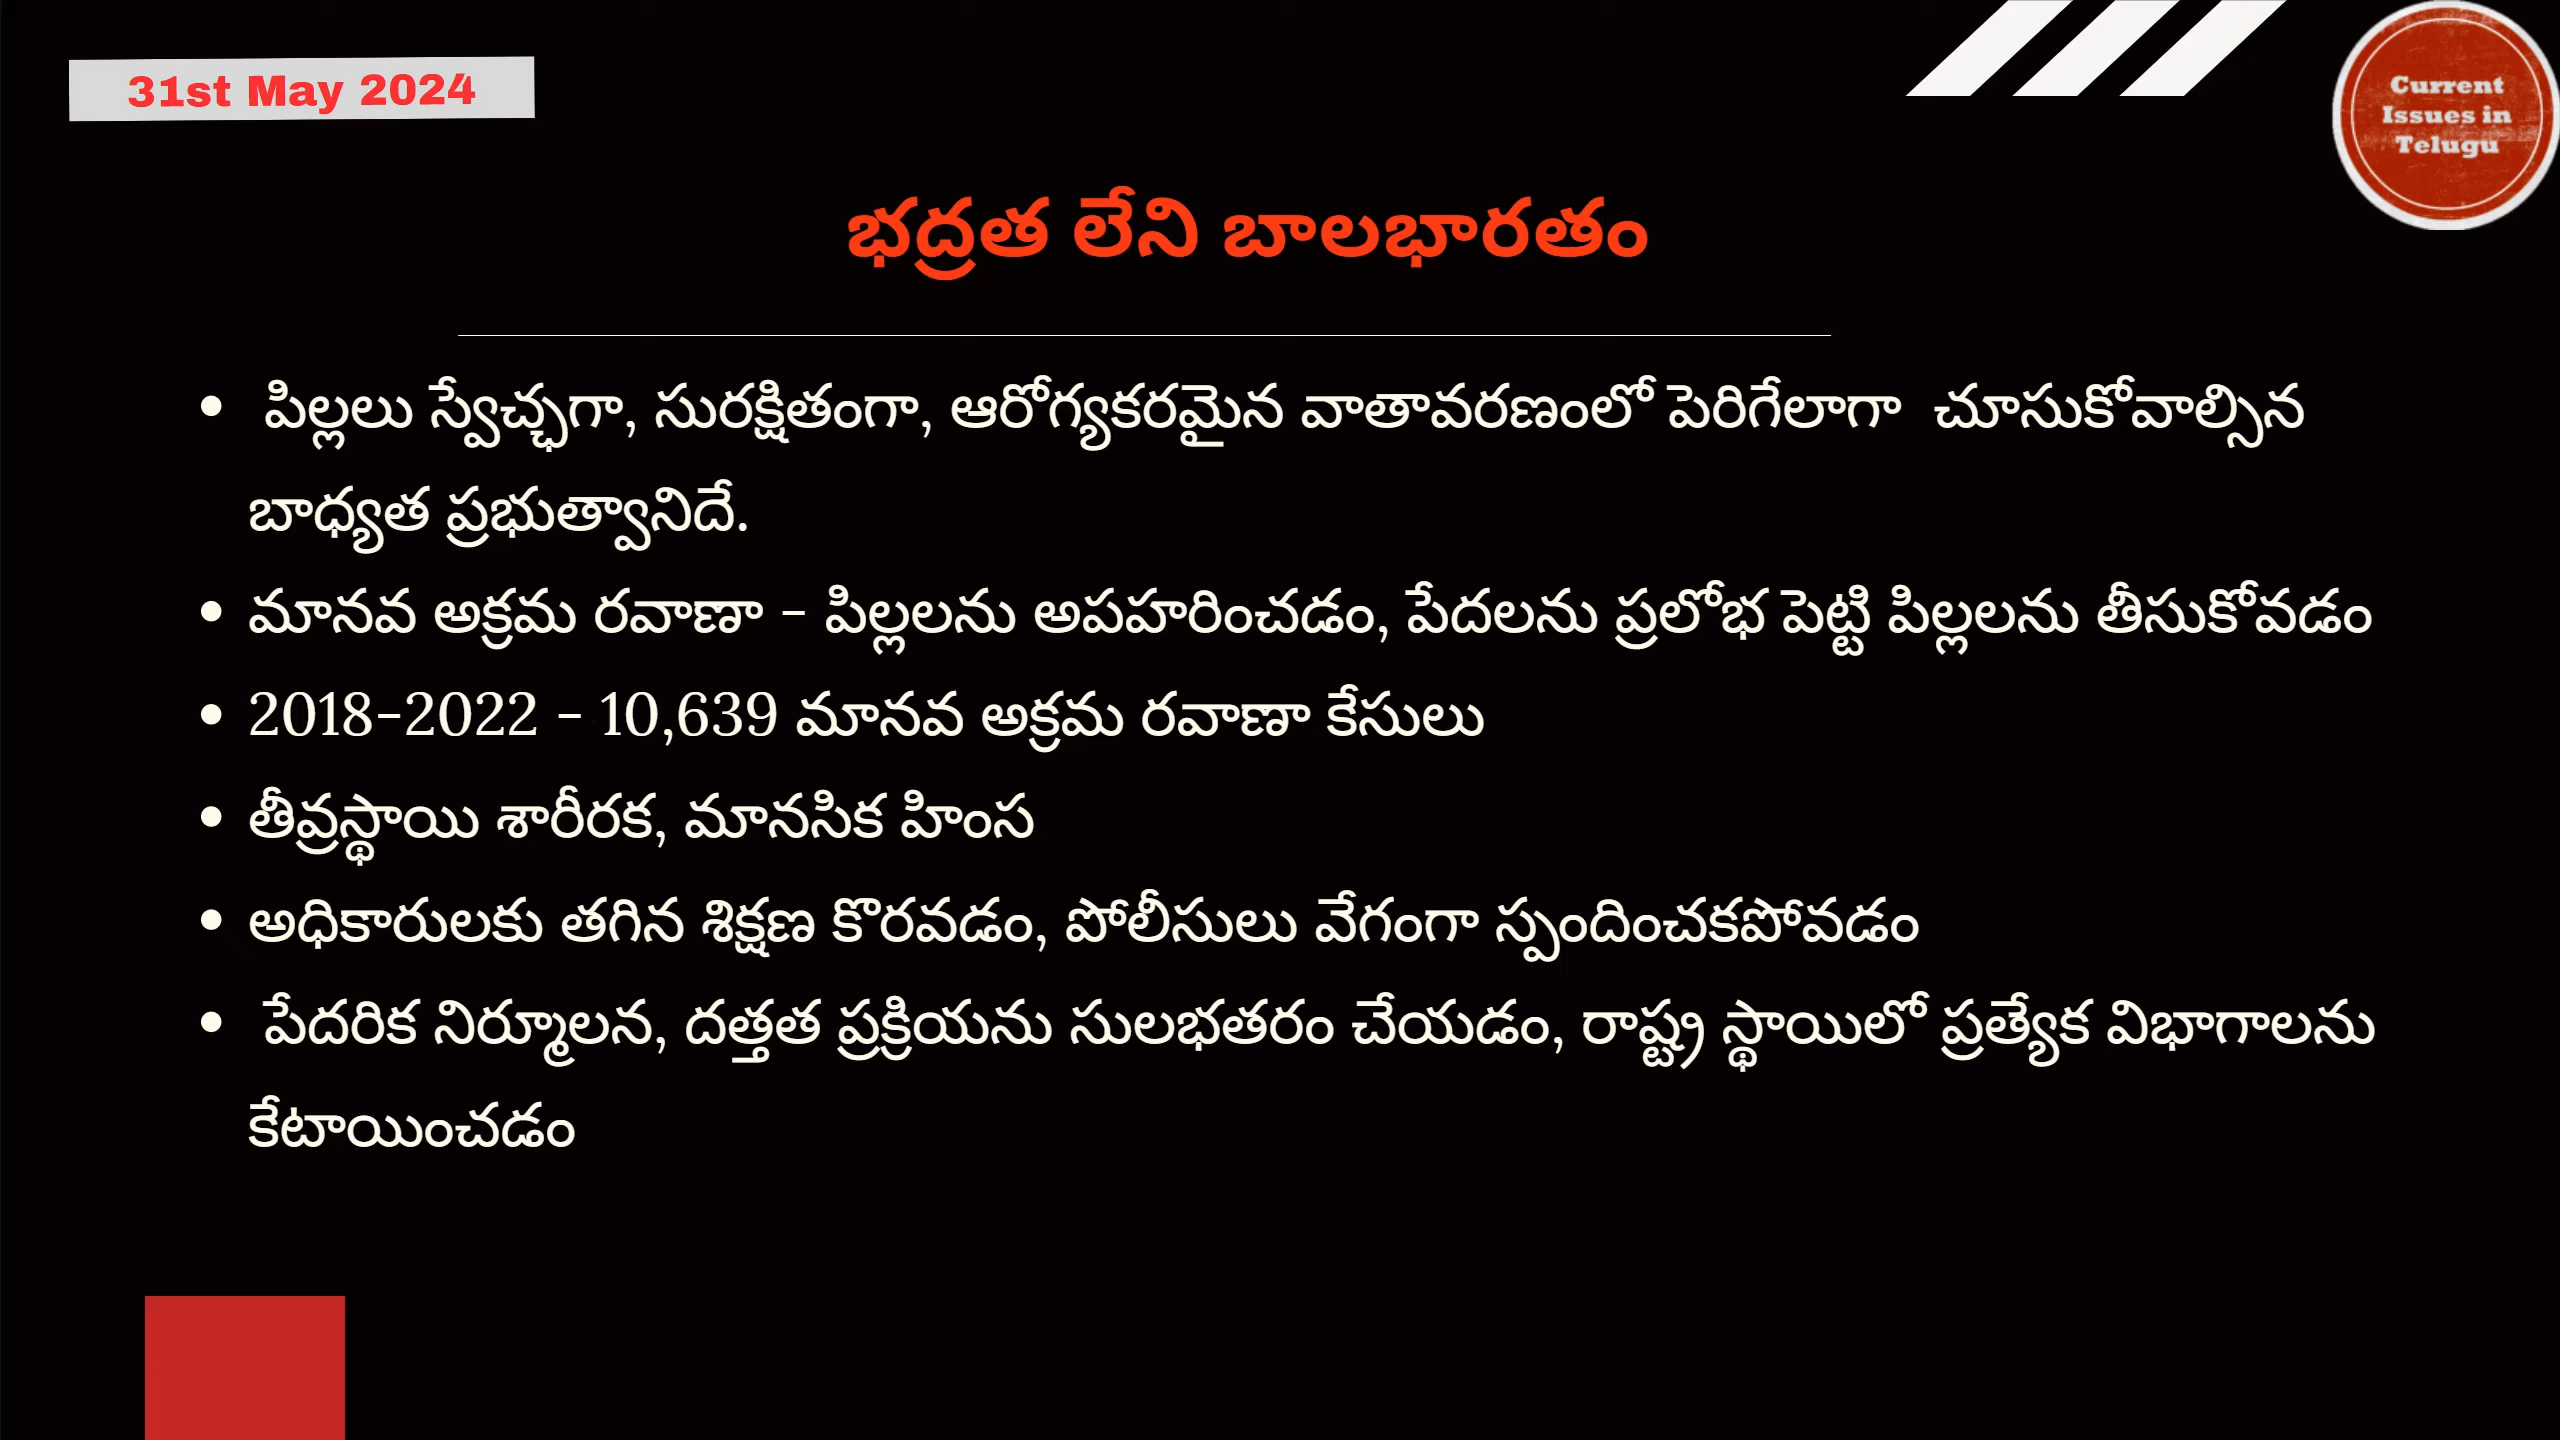 31st May 2024
Current
Issues in
Telugu
భద్రత లేని బాలభారతం
• పిల్లలు స్వేచ్ఛగా, సురక్షితంగా, ఆరోగ్యకరమైన వాతావరణంలో పెరిగేలాగా చూసుకోవాల్సిన
బాధ్యత ప్రభుత్వానిదే.
• మానవ అక్రమ రవాణా - పిల్లలను అపహరించడం, పేదలను ప్రలోభ పెట్టి పిల్లలను తీసుకోవడం
• 2018-2022 - 10,639 మానవ అక్రమ రవాణా కేసులు
• తీవ్రస్థాయి శారీరక, మానసిక హింస
• అధికారులకు తగిన శిక్షణ కొరవడం, పోలీసులు వేగంగా స్పందించకపోవడం
• పేదరిక నిర్మూలన, దత్తత ప్రక్రియను సులభతరం చేయడం, రాష్ట్ర స్థాయిలో ప్రత్యేక విభాగాలను
కేటాయించడం